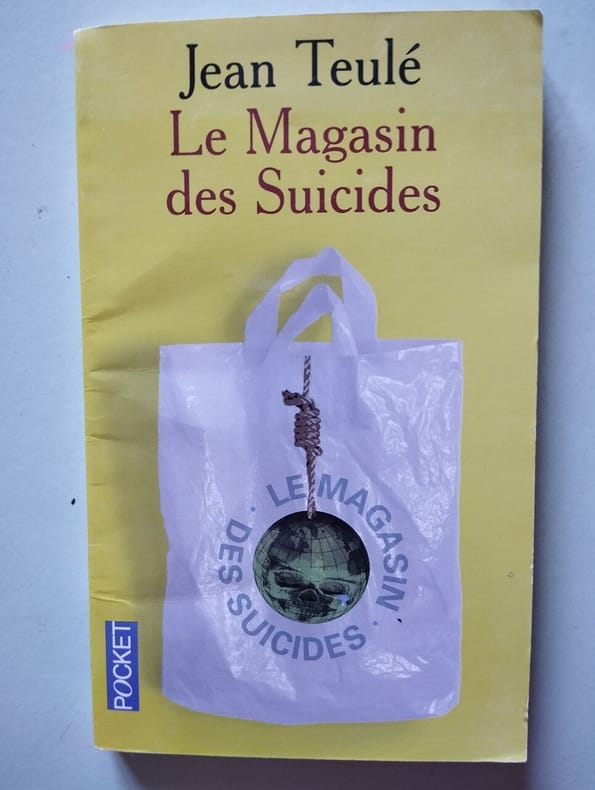 Jean Teulé
Le Magasin
des Suicides
· LE MAGASIN ·
DES SUICIDES
POCKET